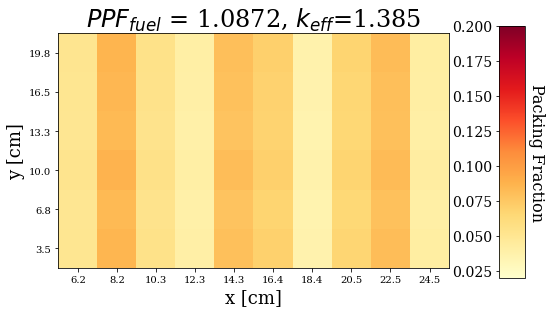 PPF_fuel = 1.0872, k_eff=1.385
y [cm]
19.8
16.5
13.3
10.0
6.8
3.5
6.2 8.2 10.3 12.3 14.3 16.4 18.4 20.5 22.5 24.5
x [cm]
0.200
0.175
0.150
0.125
0.100
0.075
0.050
0.025
Packing Fraction